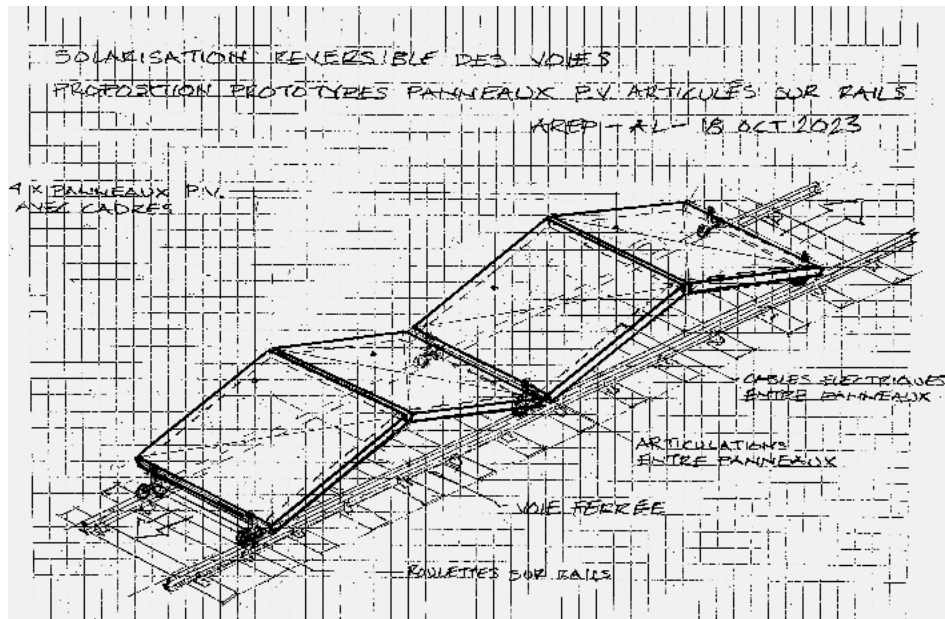 SOLARISATION REVERSIBLE DES VOIES
PROPOSITION PROTOTYPES PANNEAUX P.V. ARTICULÉS SUR RAILS
AREP - AL - 18 OCT. 2023
4 x PANNEAUX P.V.
AVEC CADRES
CABLES ELECTRIQUES
ENTRE PANNEAUX
ARTICULATIONS
ENTRE PANNEAUX
VOIE FERRÉE
ROULETTES SUR RAILS